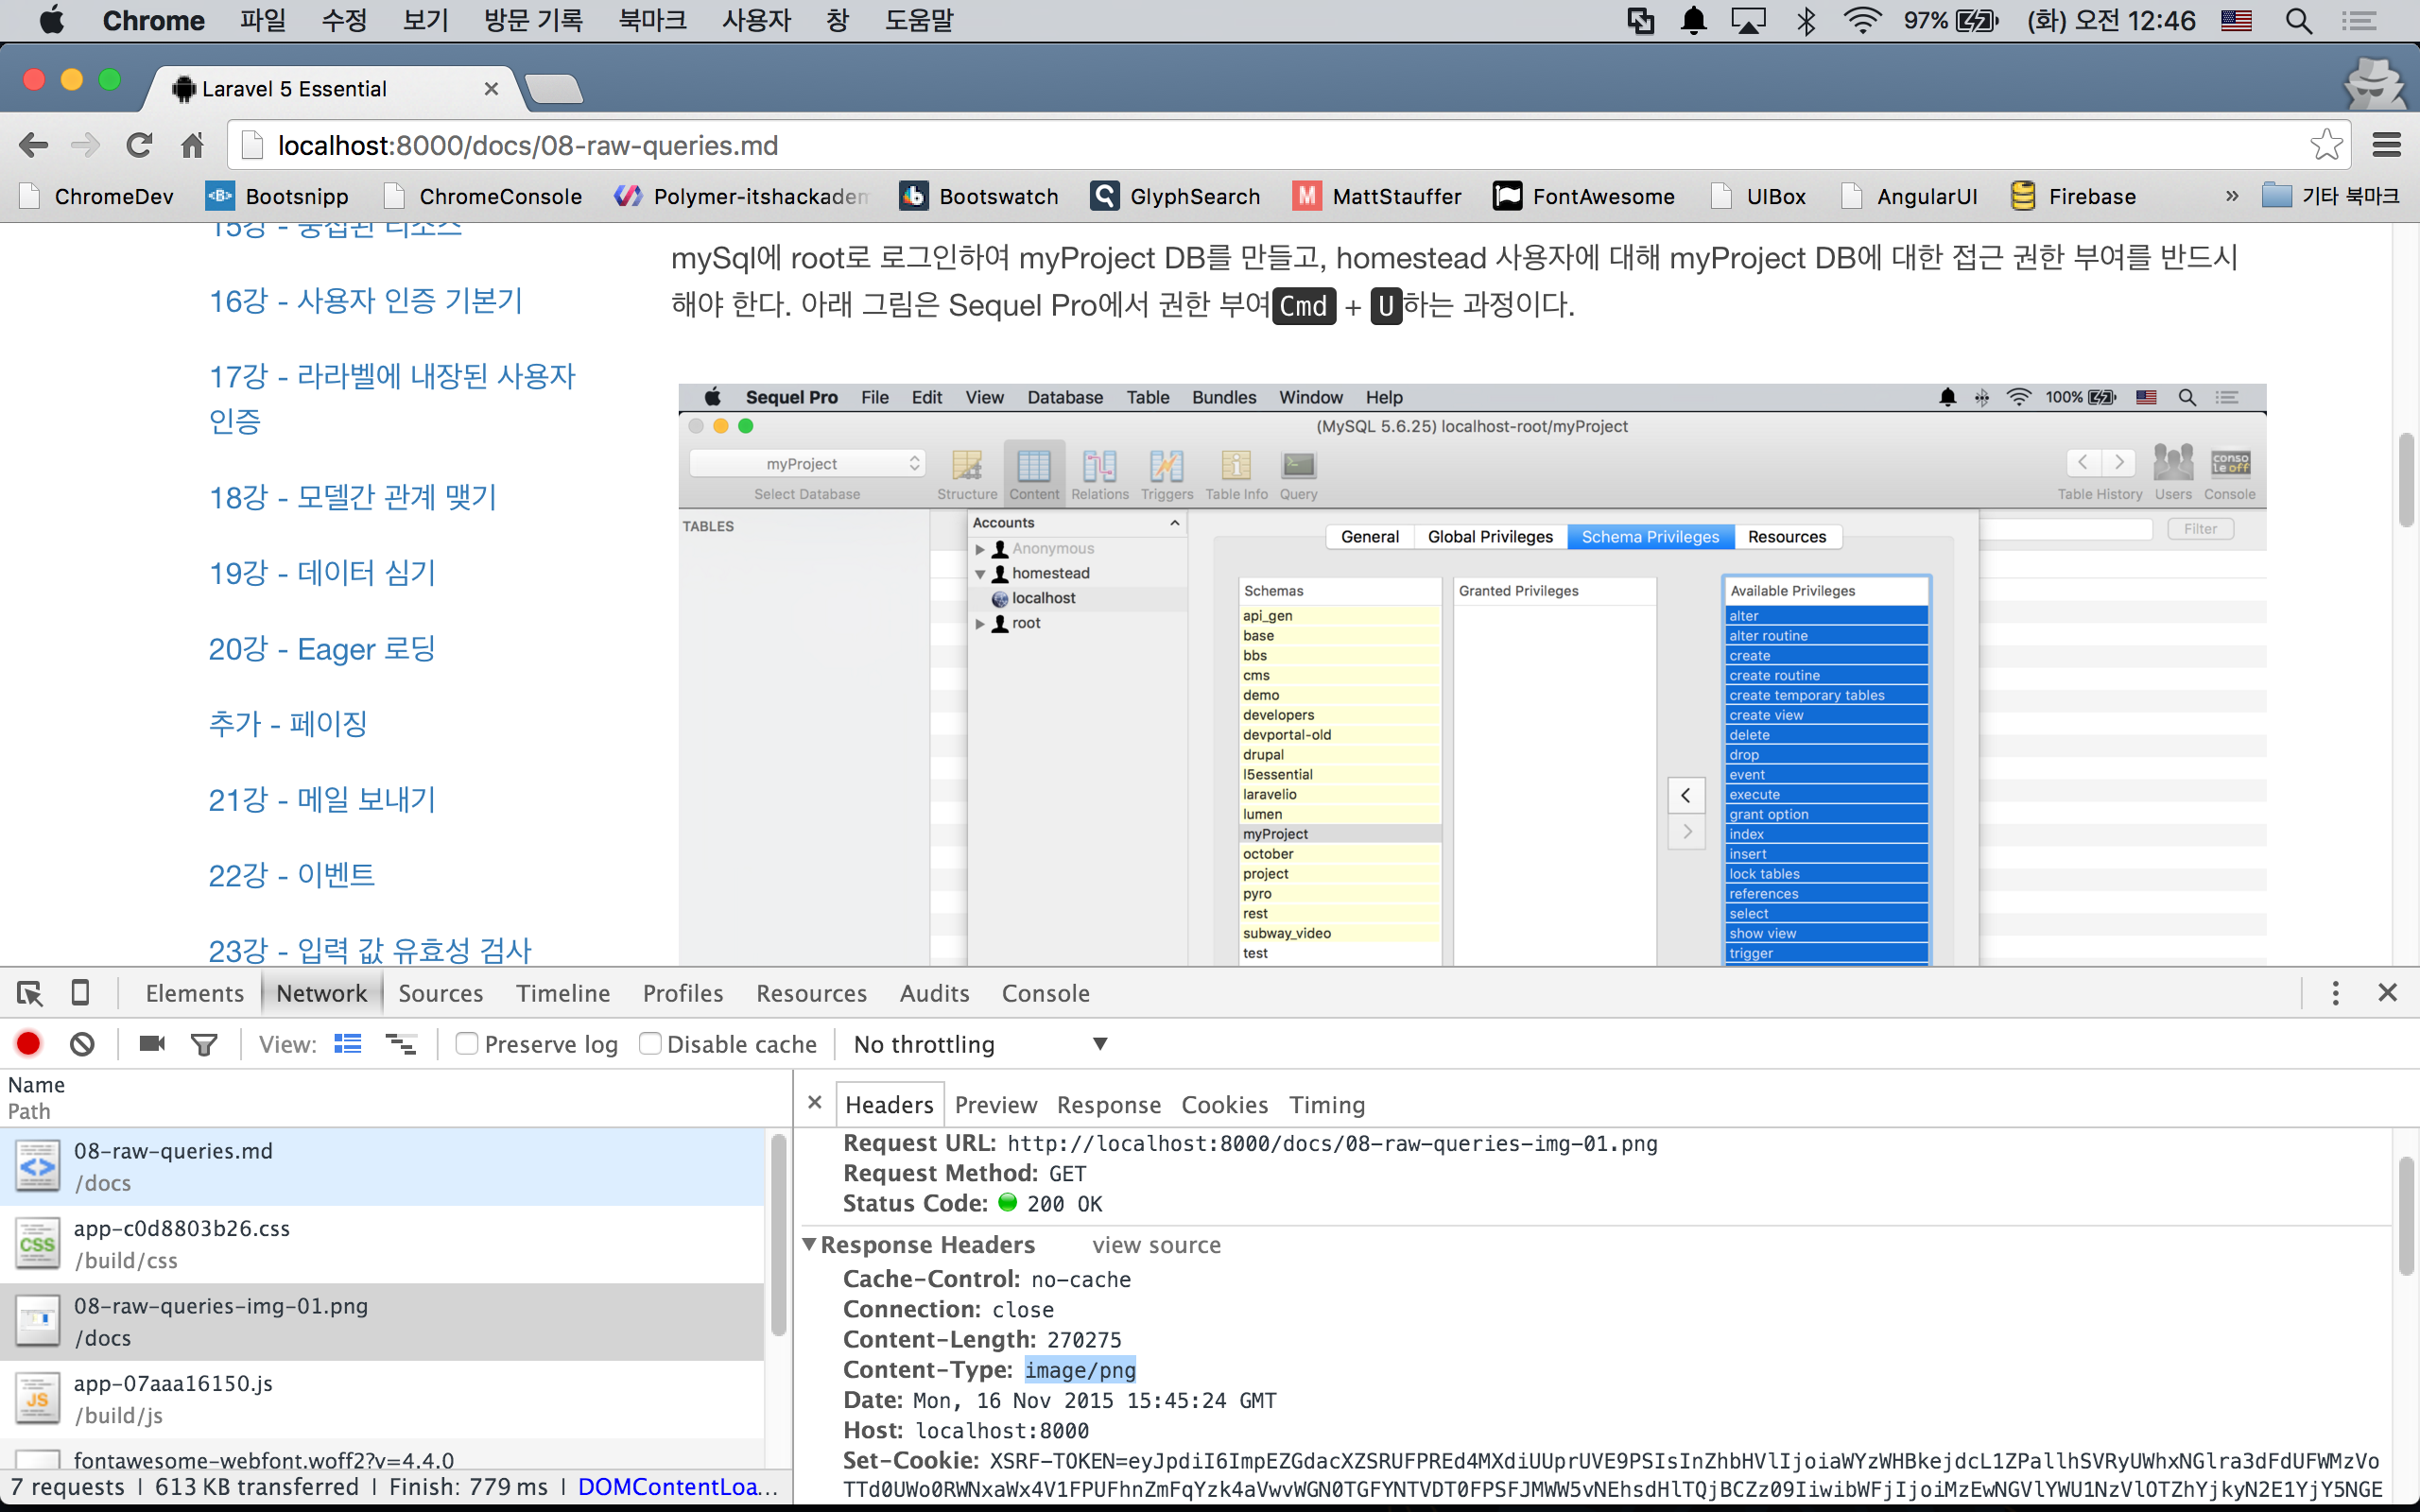 Chrome 파일 수정 보기 방문 기록 북마크 사용자 창 도움말 97% (화) 오전 12:46
Laravel 5 Essential
localhost:8000/docs/08-raw-queries.md
ChromeDev Bootsnipp ChromeConsole Polymer-itshackadem Bootswatch GlyphSearch MattStauffer FontAwesome UIBox AngularUI Firebase » 기타 북마크
15강 - 중첩된 리소스
16강 - 사용자 인증 기본기
17강 - 라라벨에 내장된 사용자
인증
18강 - 모델간 관계 맺기
19강 - 데이터 심기
20강 - Eager 로딩
추가 - 페이징
21강 - 메일 보내기
22강 - 이벤트
23강 - 입력 값 유효성 검사
mySql에 root로 로그인하여 myProject DB를 만들고, homestead 사용자에 대해 myProject DB에 대한 접근 권한 부여를 반드시
해야 한다. 아래 그림은 Sequel Pro에서 권한 부여 Cmd + U 하는 과정이다.
Sequel Pro File Edit View Database Table Bundles Window Help 100%
(MySQL 5.6.25) localhost-root/myProject
myProject
Select Database Structure Content Relations Triggers Table Info Query Table History Users Console
conso
le off
TABLES
Accounts
Anonymous
homestead
localhost
root
General Global Privileges Schema Privileges Resources
Filter
Schemas
api_gen
base
bbs
cms
demo
developers
devportal-old
drupal
l5essential
laravelio
lumen
myProject
october
project
pyro
rest
subway_video
test
Granted Privileges
Available Privileges
alter
alter routine
create
create routine
create temporary tables
create view
delete
drop
event
execute
grant option
index
insert
lock tables
references
select
show view
trigger
Elements Network Sources Timeline Profiles Resources Audits Console
View: Preserve log Disable cache No throttling
Name
Path
08-raw-queries.md
/docs
app-c0d8803b26.css
/build/css
08-raw-queries-img-01.png
/docs
app-07aaa16150.js
/build/js
fontawesome-webfont.woff2?v=4.4.0
7 requests | 613 KB transferred | Finish: 779 ms | DOMContentLoa...
Headers Preview Response Cookies Timing
Request URL: http://localhost:8000/docs/08-raw-queries-img-01.png
Request Method: GET
Status Code: 200 OK
Response Headers view source
Cache-Control: no-cache
Connection: close
Content-Length: 270275
Content-Type: image/png
Date: Mon, 16 Nov 2015 15:45:24 GMT
Host: localhost:8000
Set-Cookie: